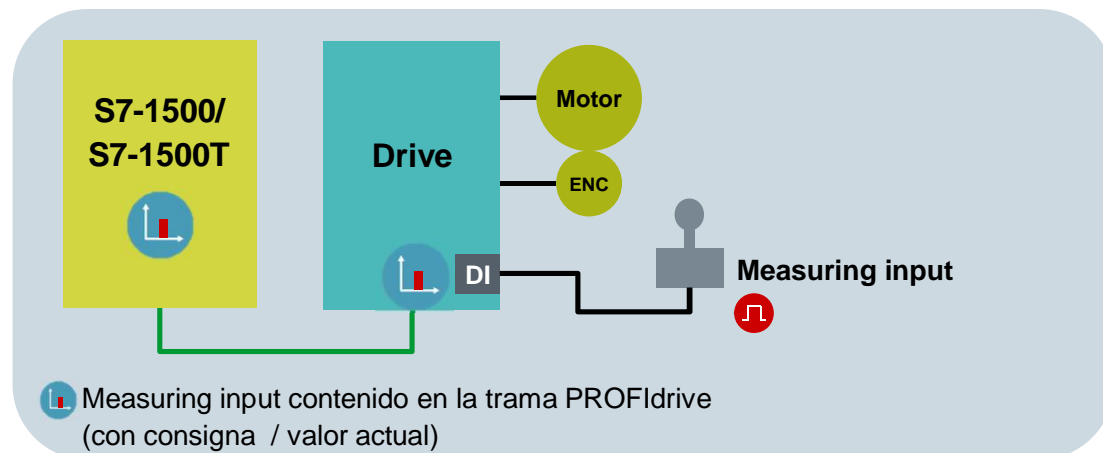 S7-1500/
S7-1500T
Drive
Motor
ENC
DI
Measuring input
Measuring input contenido en la trama PROFIdrive
(con consigna / valor actual)